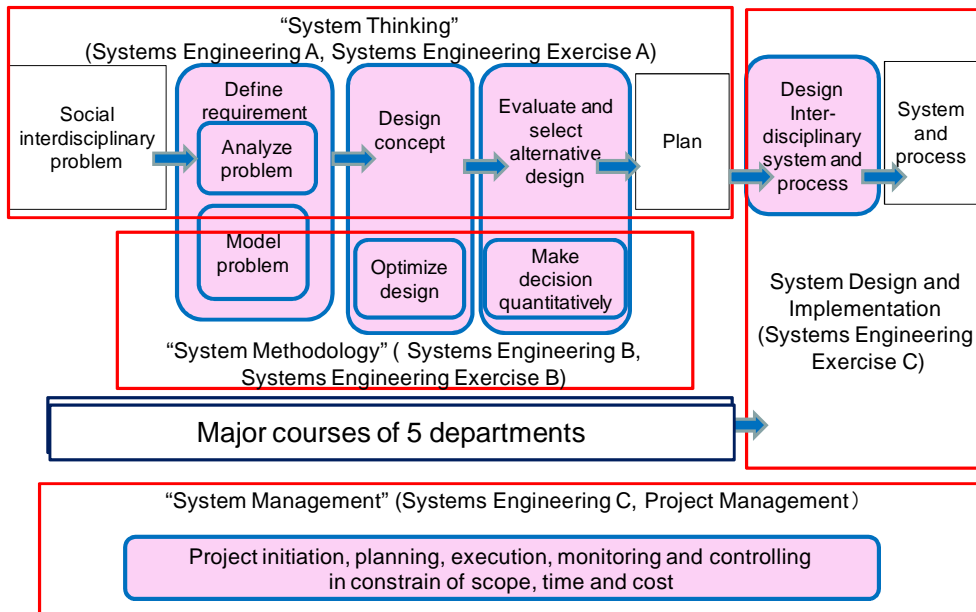 “System Thinking”
(Systems Engineering A, Systems Engineering Exercise A)
Social
interdisciplinary
problem
Define
requirement
Analyze
problem
Model
problem
Design
concept
Optimize
design
Evaluate and
select
alternative
design
Make
decision
quantitatively
Plan
Design
Inter-
disciplinary
system and
process
System
and
process
“System Methodology” ( Systems Engineering B,
Systems Engineering Exercise B)
System Design and
Implementation
(Systems Engineering
Exercise C)
Major courses of 5 departments
“System Management” (Systems Engineering C, Project Management)
Project initiation, planning, execution, monitoring and controlling
in constrain of scope, time and cost